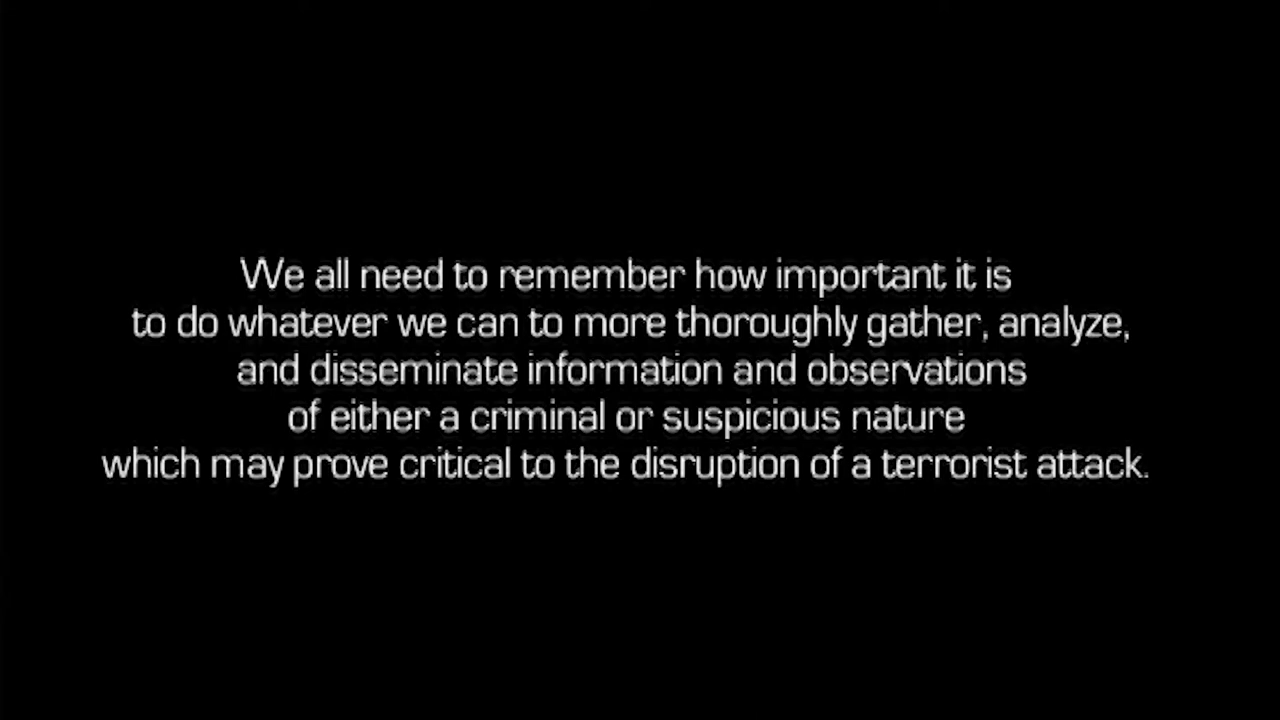 We all need to remember how important it is
to do whatever we can to more thoroughly gather, analyze,
and disseminate information and observations
of either a criminal or suspicious nature
which may prove critical to the disruption of a terrorist attack.